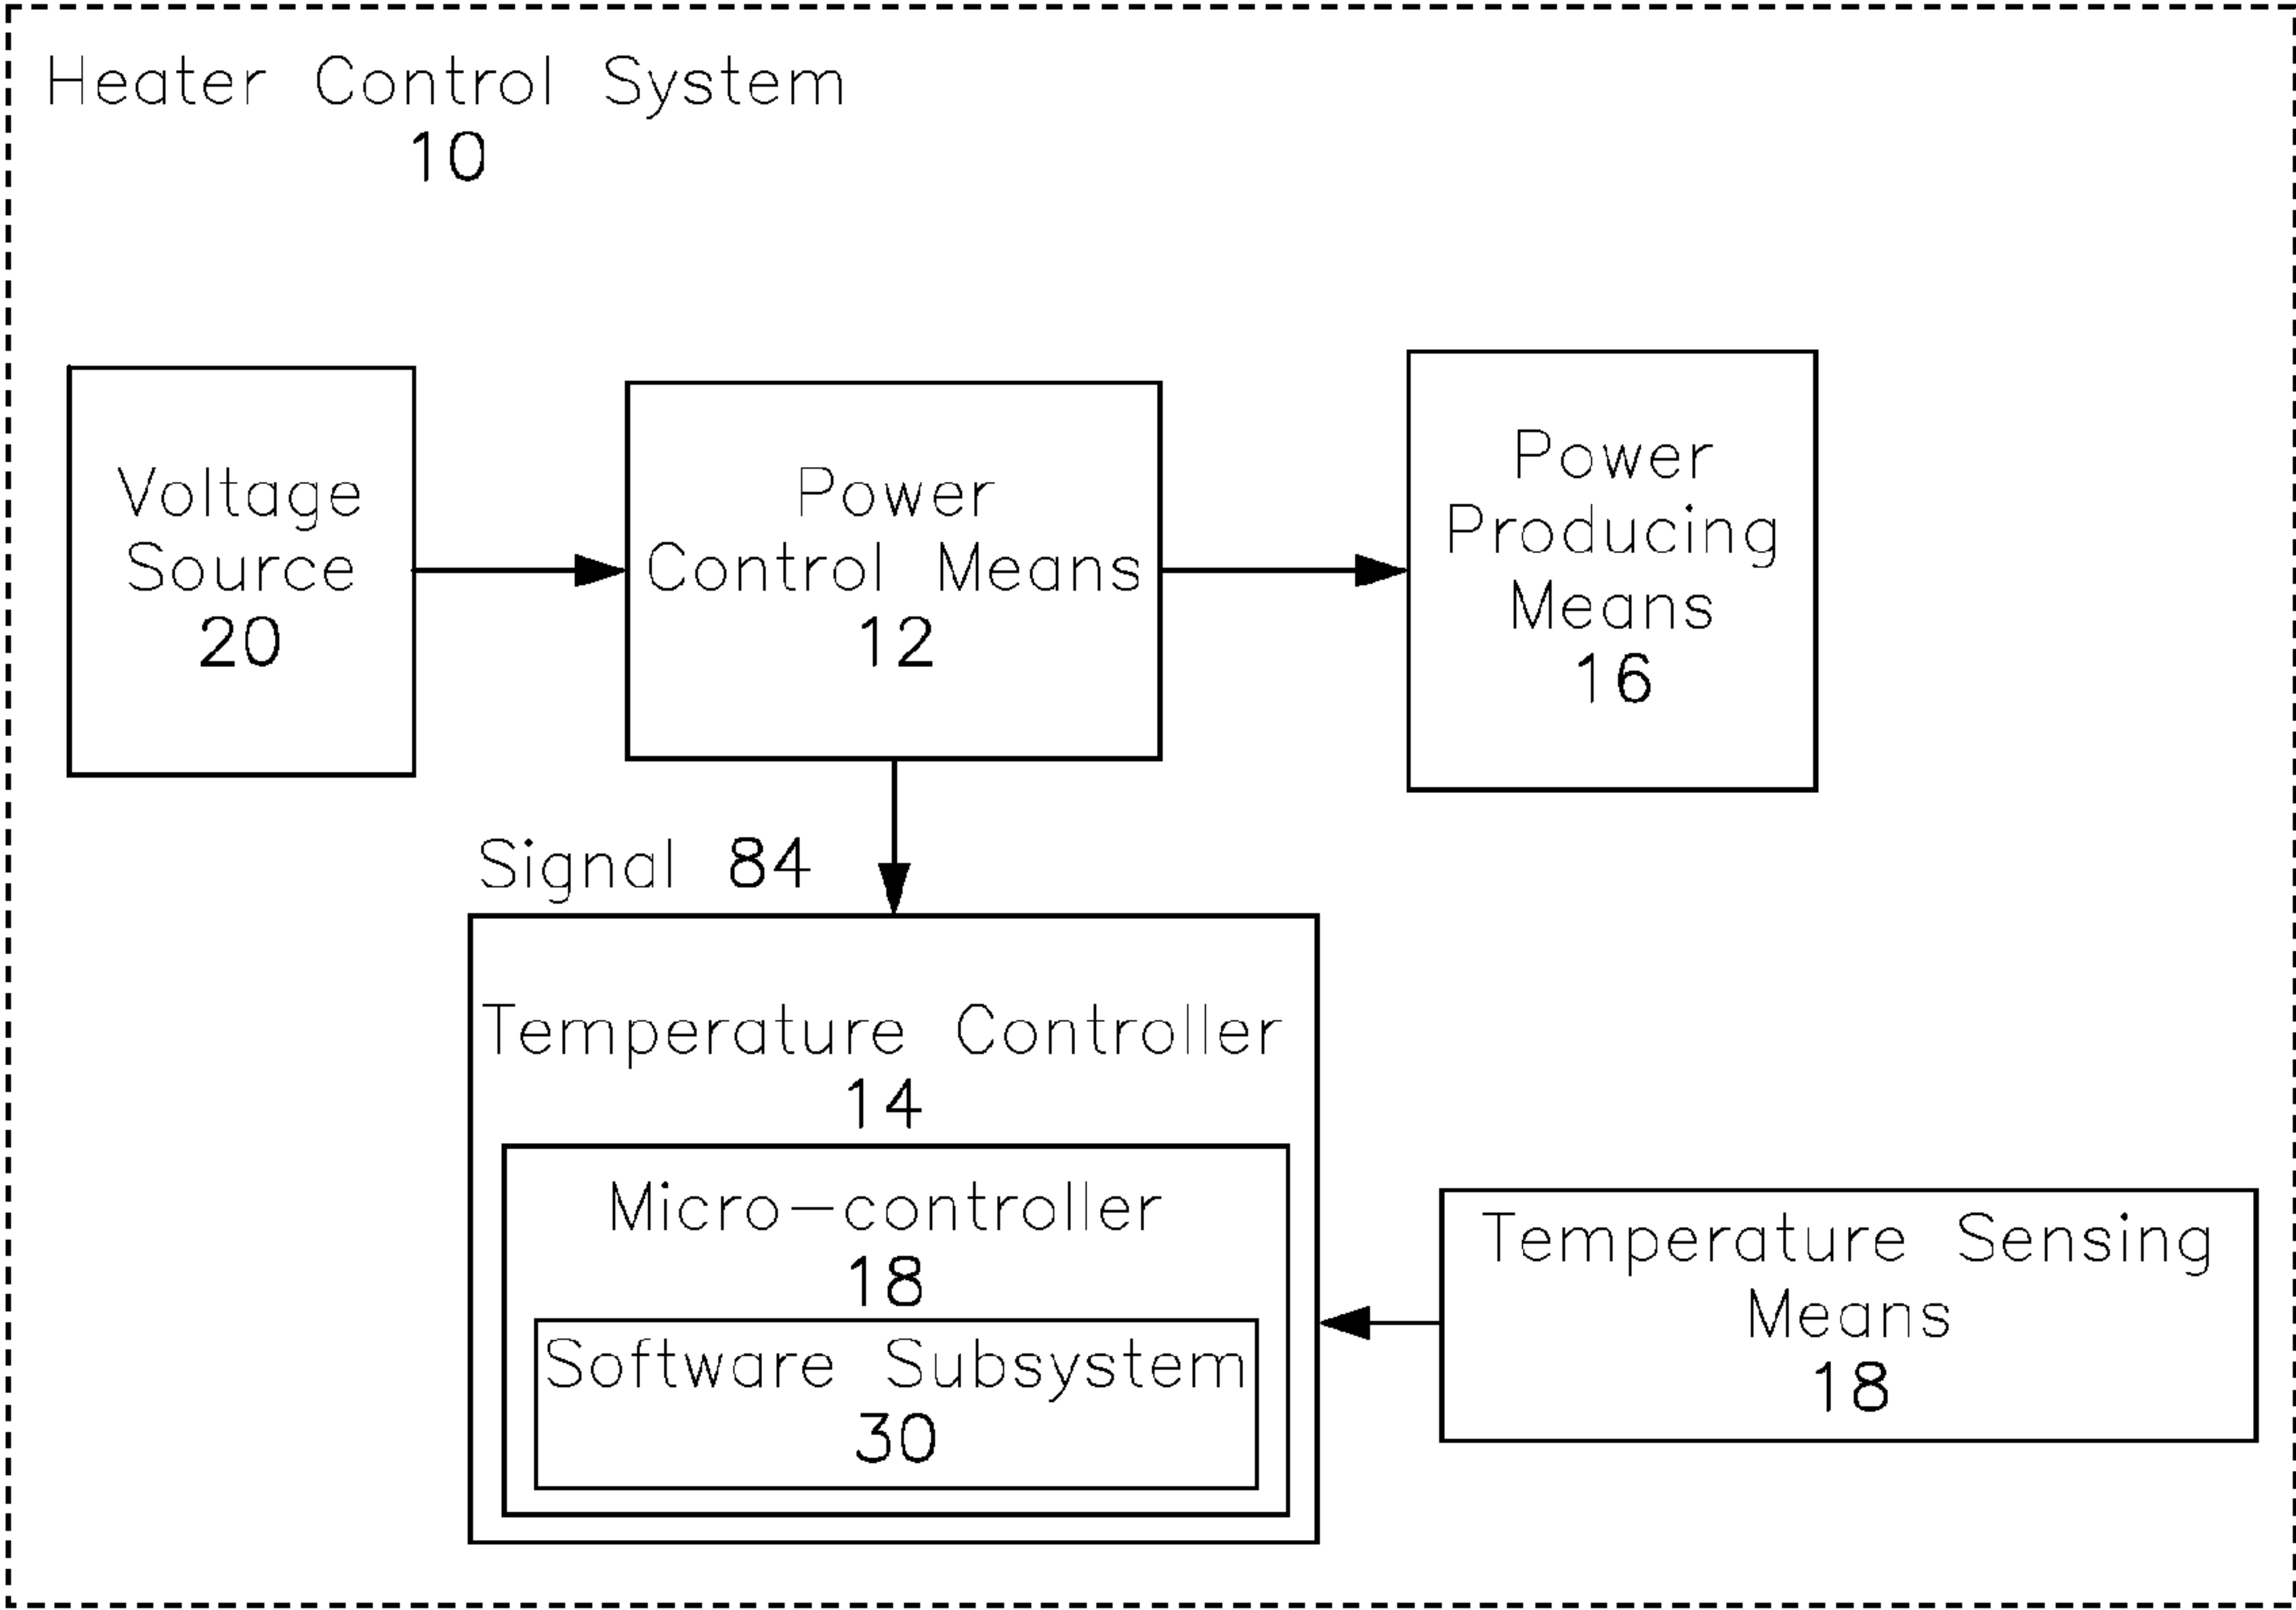 Heater Control System
10
Voltage
Source
20
Power
Control Means
12
Power
Producing
Means
16
Signal 84
Temperature Controller
14
Micro-controller
18
Software Subsystem
30
Temperature Sensing
Means
18